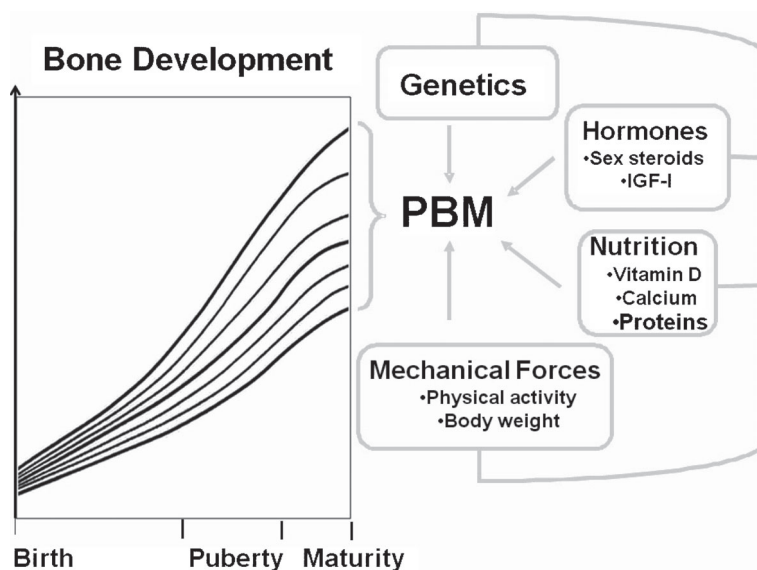 Bone Development
Genetics
Hormones
•Sex steroids
•IGF-I
PBM
Nutrition
•Vitamin D
•Calcium
•Proteins
Mechanical Forces
•Physical activity
•Body weight
Birth
Puberty
Maturity